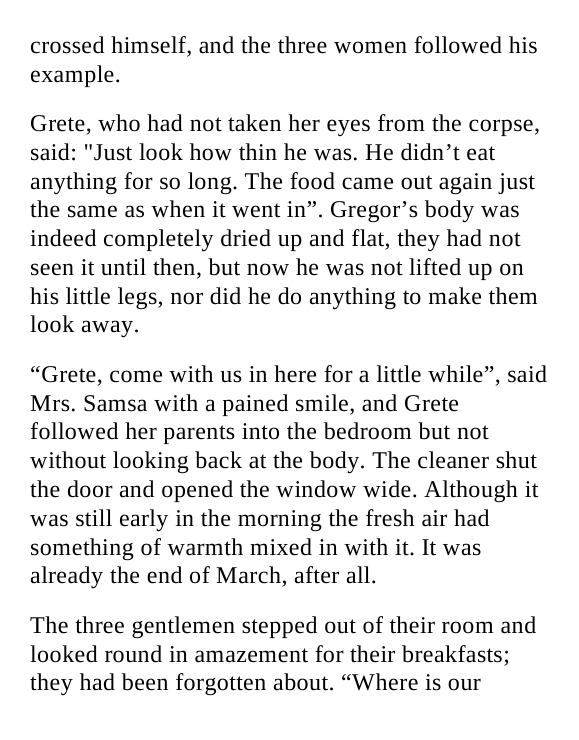 crossed himself, and the three women followed his
example.
Grete, who had not taken her eyes from the corpse,
said: "Just look how thin he was. He didn’t eat
anything for so long. The food came out again just
the same as when it went in”. Gregor’s body was
indeed completely dried up and flat, they had not
seen it until then, but now he was not lifted up on
his little legs, nor did he do anything to make them
look away.
“Grete, come with us in here for a little while”, said
Mrs. Samsa with a pained smile, and Grete
followed her parents into the bedroom but not
without looking back at the body. The cleaner shut
the door and opened the window wide. Although it
was still early in the morning the fresh air had
something of warmth mixed in with it. It was
already the end of March, after all.
The three gentlemen stepped out of their room and
looked round in amazement for their breakfasts;
they had been forgotten about. “Where is our